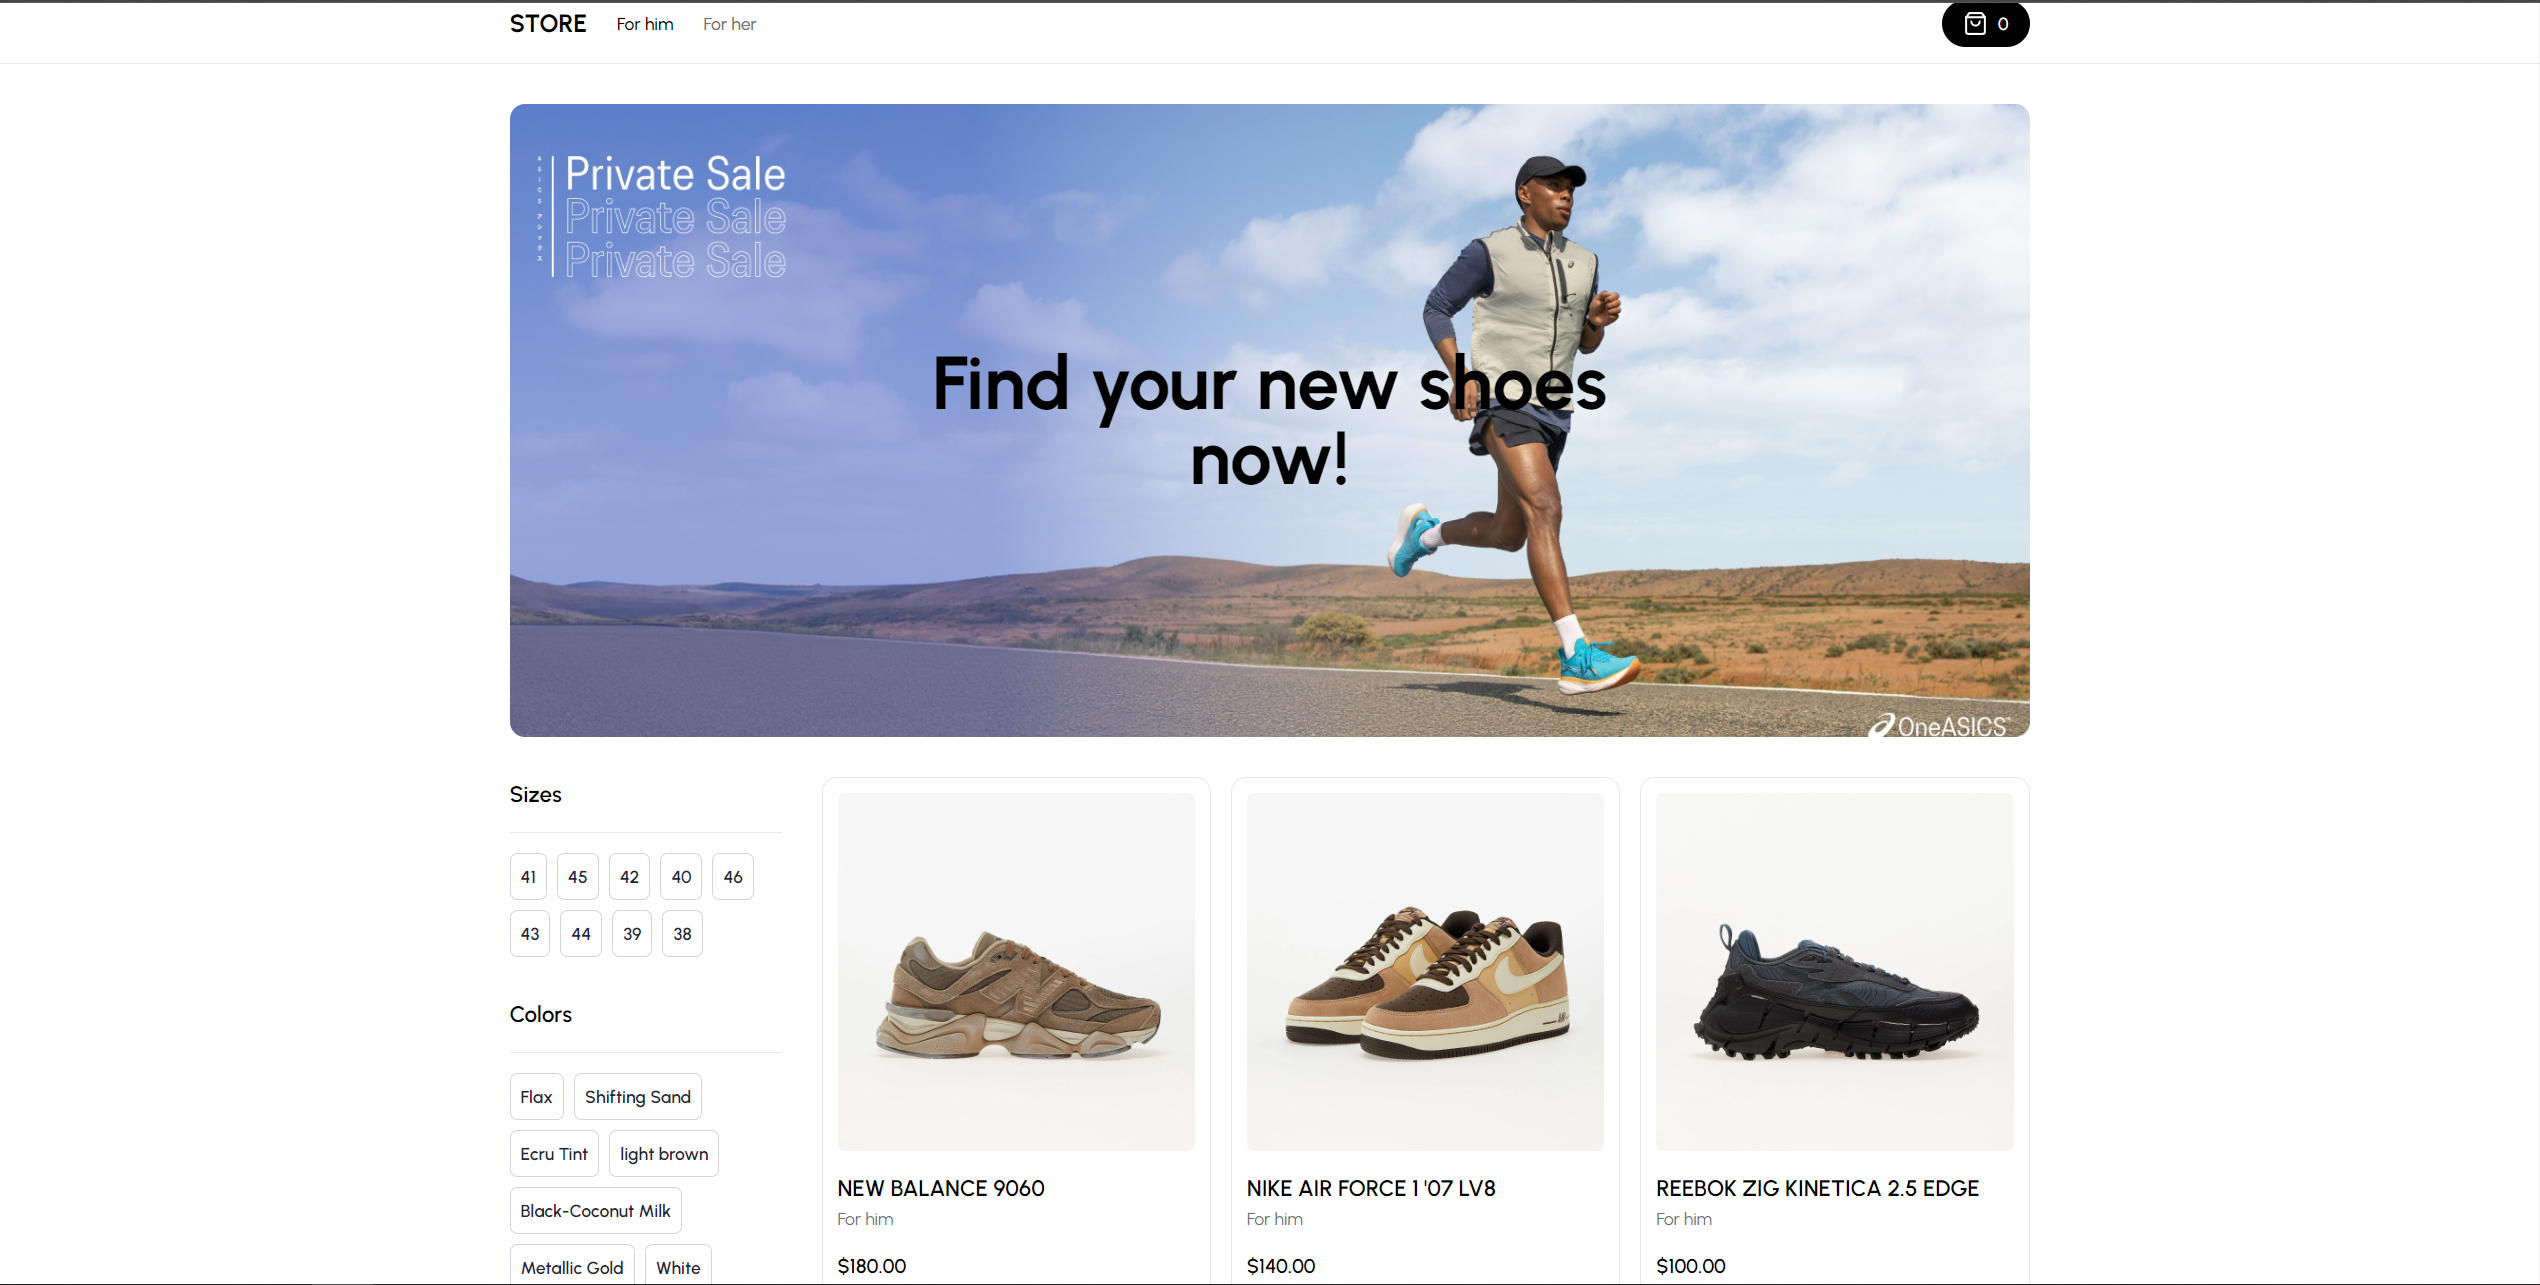 STORE For him For her 0
Private Sale
Private Sale
Private Sale
Find your new shoes
now!
OneASICS
Sizes
41 45 42 40 46
43 44 39 38
Colors
Flax Shifting Sand
Ecru Tint light brown
Black-Coconut Milk
Metallic Gold White
NEW BALANCE 9060
For him
$180.00
NIKE AIR FORCE 1 '07 LV8
For him
$140.00
REEBOK ZIG KINETICA 2.5 EDGE
For him
$100.00